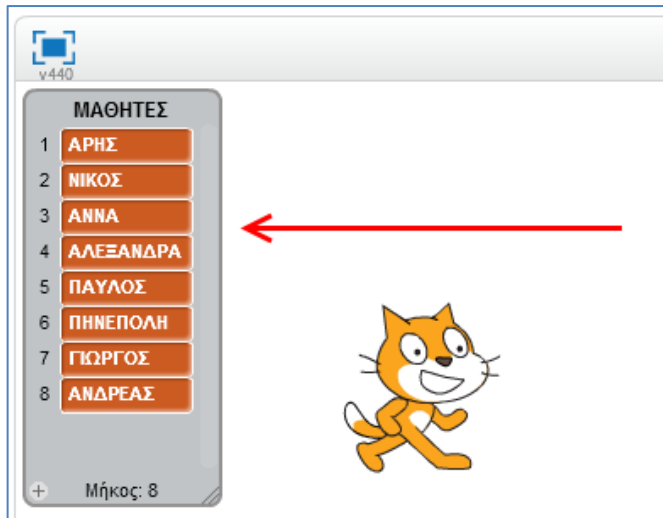 v440
ΜΑΘΗΤΕΣ
1 ΑΡΗΣ
2 ΝΙΚΟΣ
3 ΑΝΝΑ
4 ΑΛΕΞΑΝΔΡΑ
5 ΠΑΥΛΟΣ
6 ΠΗΝΕΠΟΛΗ
7 ΓΙΩΡΓΟΣ
8 ΑΝΔΡΕΑΣ
+ Μήκος: 8